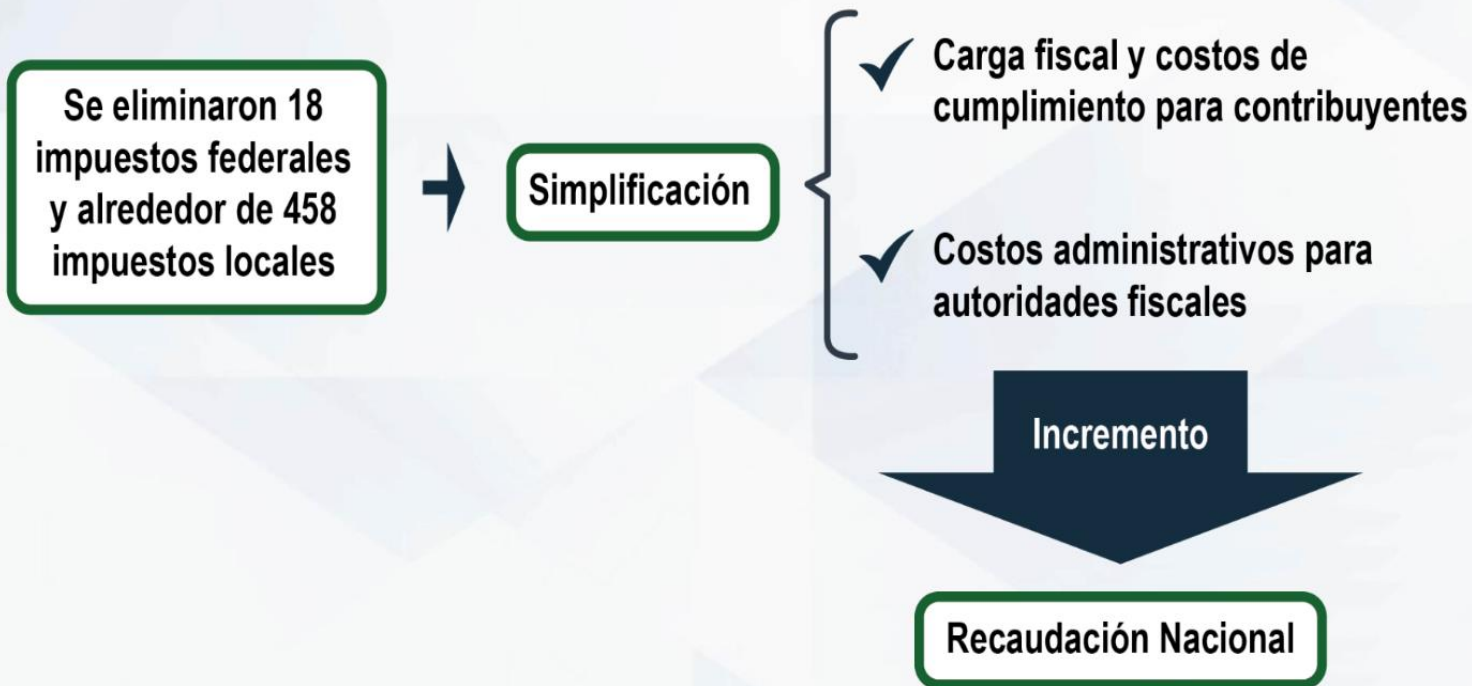 Se eliminaron 18
impuestos federales
y alrededor de 458
impuestos locales
Simplificación
Carga fiscal y costos de
cumplimiento para contribuyentes
Costos administrativos para
autoridades fiscales
Incremento
Recaudación Nacional